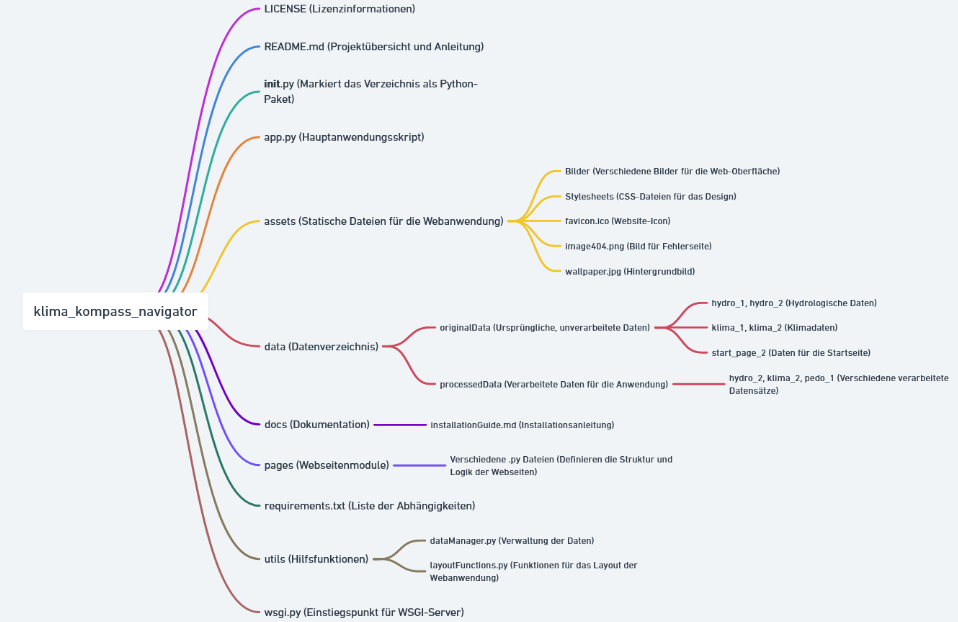 LICENSE (Lizenzinformationen)
README.md (Projektübersicht und Anleitung)
init.py (Markiert das Verzeichnis als Python-
Paket)
app.py (Hauptanwendungsskript)
assets (Statische Dateien für die Webanwendung)
Bilder (Verschiedene Bilder für die Web-Oberfläche)
Stylesheets (CSS-Dateien für das Design)
favicon.ico (Website-Icon)
image404.png (Bild für Fehlerseite)
wallpaper.jpg (Hintergrundbild)
klima_kompass_navigator
data (Datenverzeichnis)
originalData (Ursprüngliche, unverarbeitete Daten)
hydro_1, hydro_2 (Hydrologische Daten)
klima_1, klima_2 (Klimadaten)
start_page_2 (Daten für die Startseite)
processedData (Verarbeitete Daten für die Anwendung)
hydro_2, klima_2, pedo_1 (Verschiedene verarbeitete
Datensätze)
docs (Dokumentation)
installationGuide.md (Installationsanleitung)
pages (Webseitenmodule)
Verschiedene .py Dateien (Definieren die Struktur und
Logik der Webseiten)
requirements.txt (Liste der Abhängigkeiten)
utils (Hilfsfunktionen)
dataManager.py (Verwaltung der Daten)
layoutFunctions.py (Funktionen für das Layout der
Webanwendung)
wsgi.py (Einstiegspunkt für WSGI-Server)